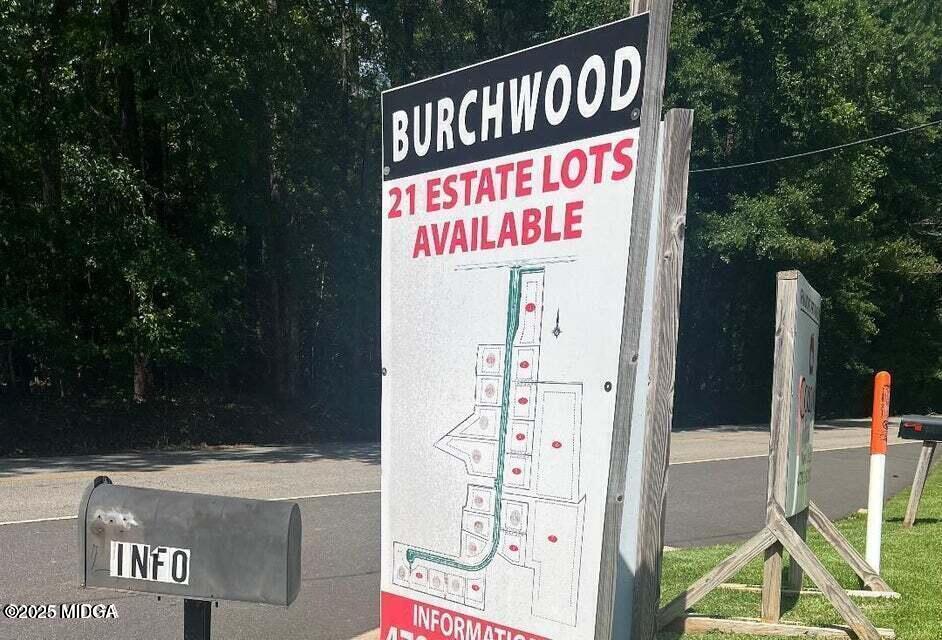 BURCHWOOD
21 ESTATE LOTS
AVAILABLE
INFO
INFORMATION
©2025 MIDGA